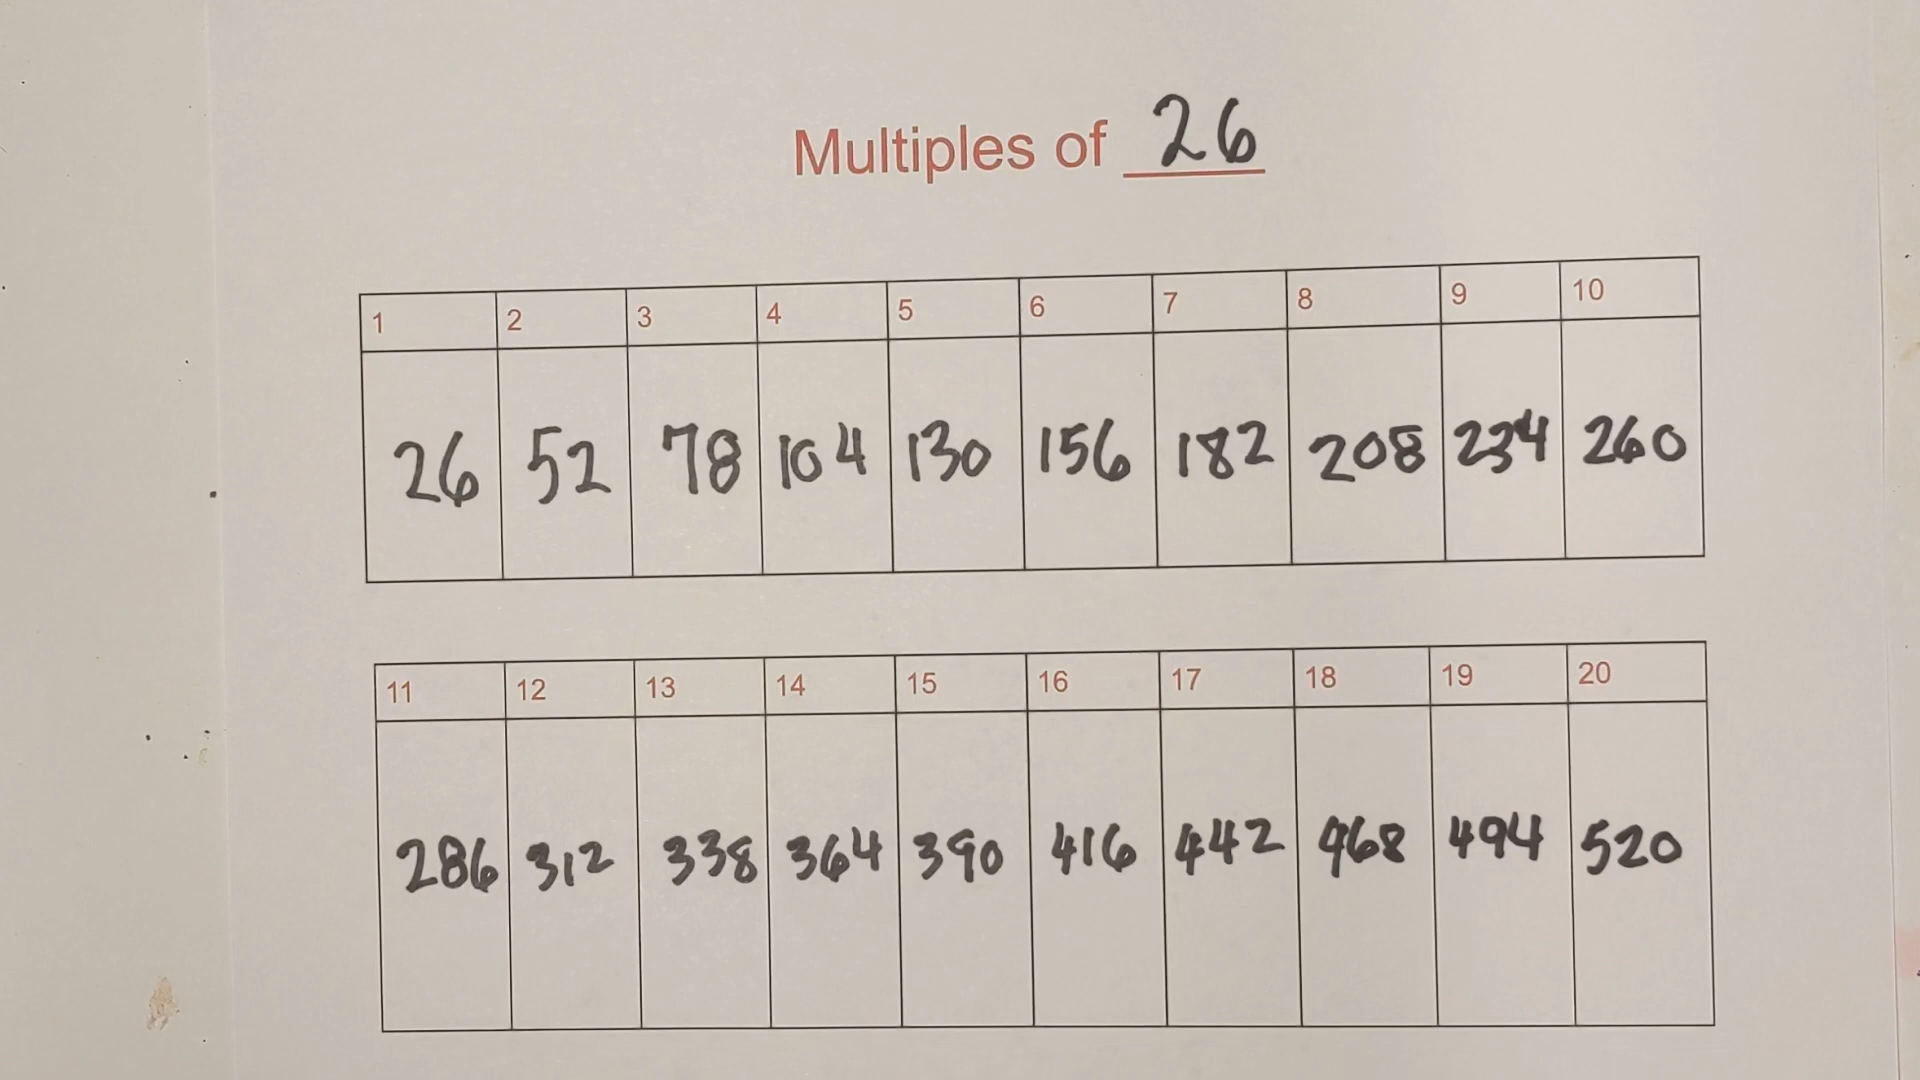 Multiples of 26
1 2 3 4 5 6 7 8 9 10
26 52 78 104 130 156 182 208 234 260
11 12 13 14 15 16 17 18 19 20
286 312 338 364 390 416 442 468 494 520